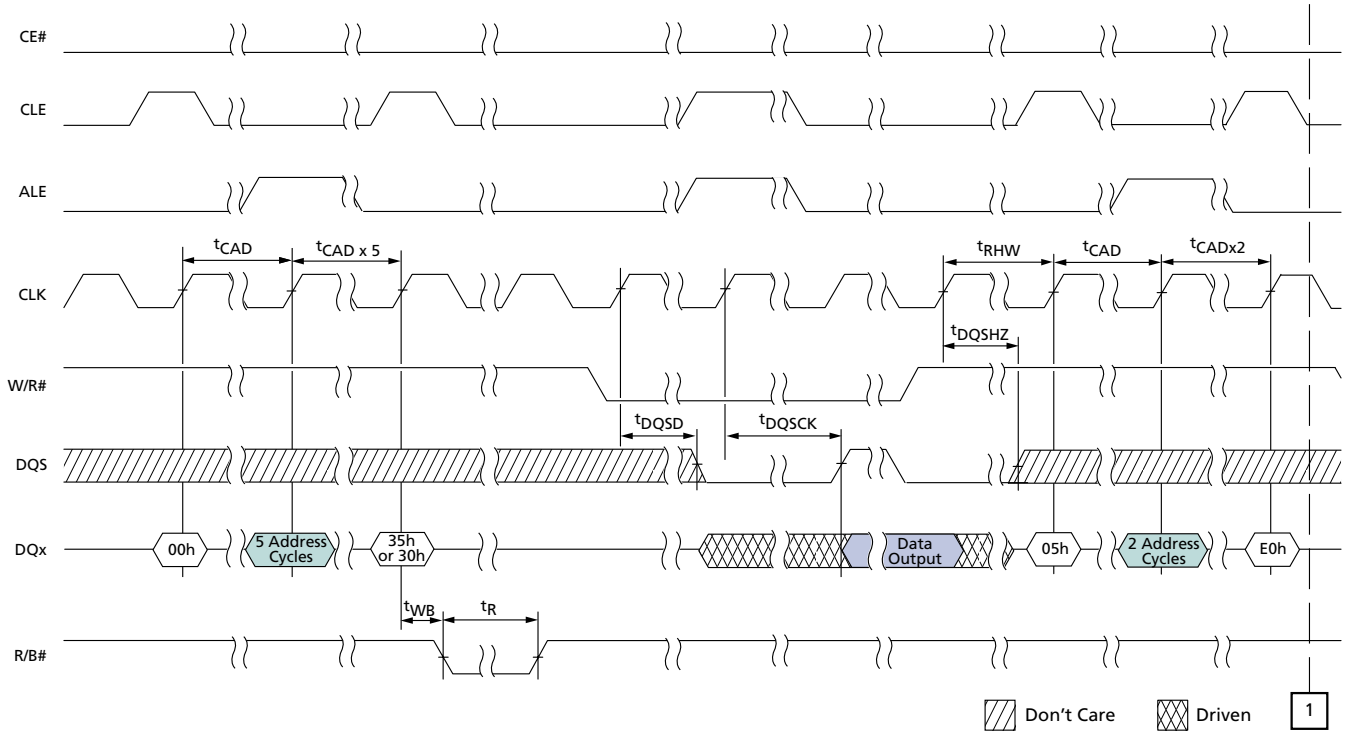 CE#
CLE
ALE
tCAD
tCAD x 5
tRHW
tCAD
tCADx2
CLK
tDQSHZ
W/R#
tDQSD
tDQSCK
DQS
DQx
00h
5 Address
Cycles
35h
or 30h
Data
Output
05h
2 Address
Cycles
E0h
tWB
tR
R/B#
Don't Care
Driven
1